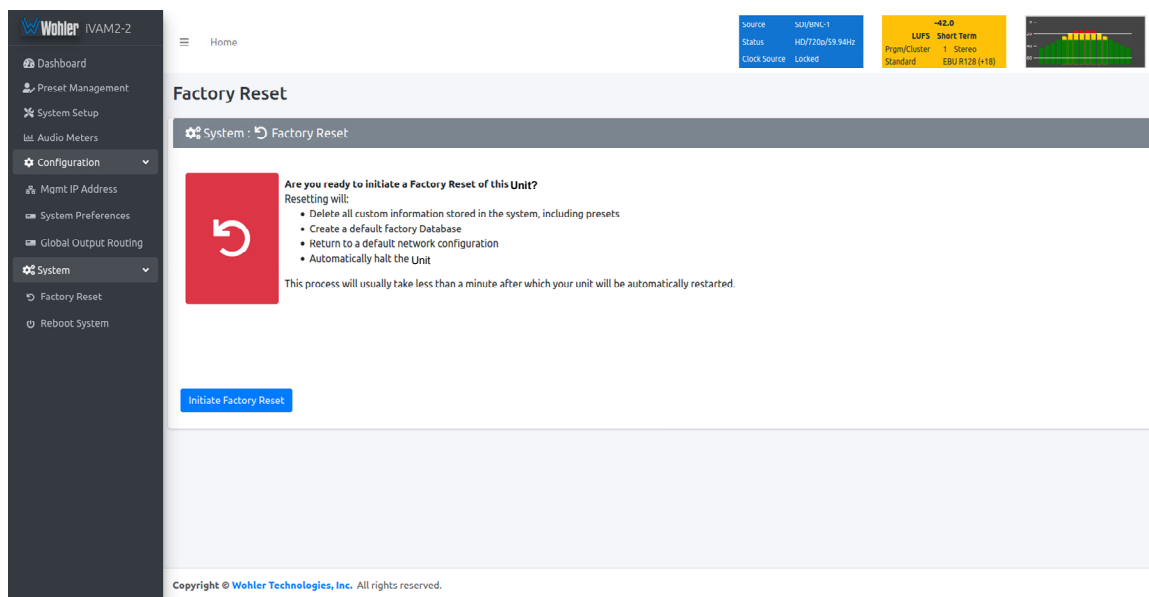 Wohler iVAM2-2
Dashboard
Preset Management
System Setup
Audio Meters
Configuration
Mgmt IP Address
System Preferences
Global Output Routing
System
Factory Reset
Reboot System
Home
Source SDI/BNC-1
Status HD/720p/59.94Hz
Clock Source Locked
-42.0
LUFS Short Term
Prgm/Cluster 1 Stereo
Standard EBU R128 (+18)
Factory Reset
System : Factory Reset
Are you ready to initiate a Factory Reset of this Unit?
Resetting will:
• Delete all custom information stored in the system, including presets
• Create a default factory Database
• Return to a default network configuration
• Automatically halt the Unit
This process will usually take less than a minute after which your unit will be automatically restarted.
Initiate Factory Reset
Copyright © Wohler Technologies, Inc. All rights reserved.